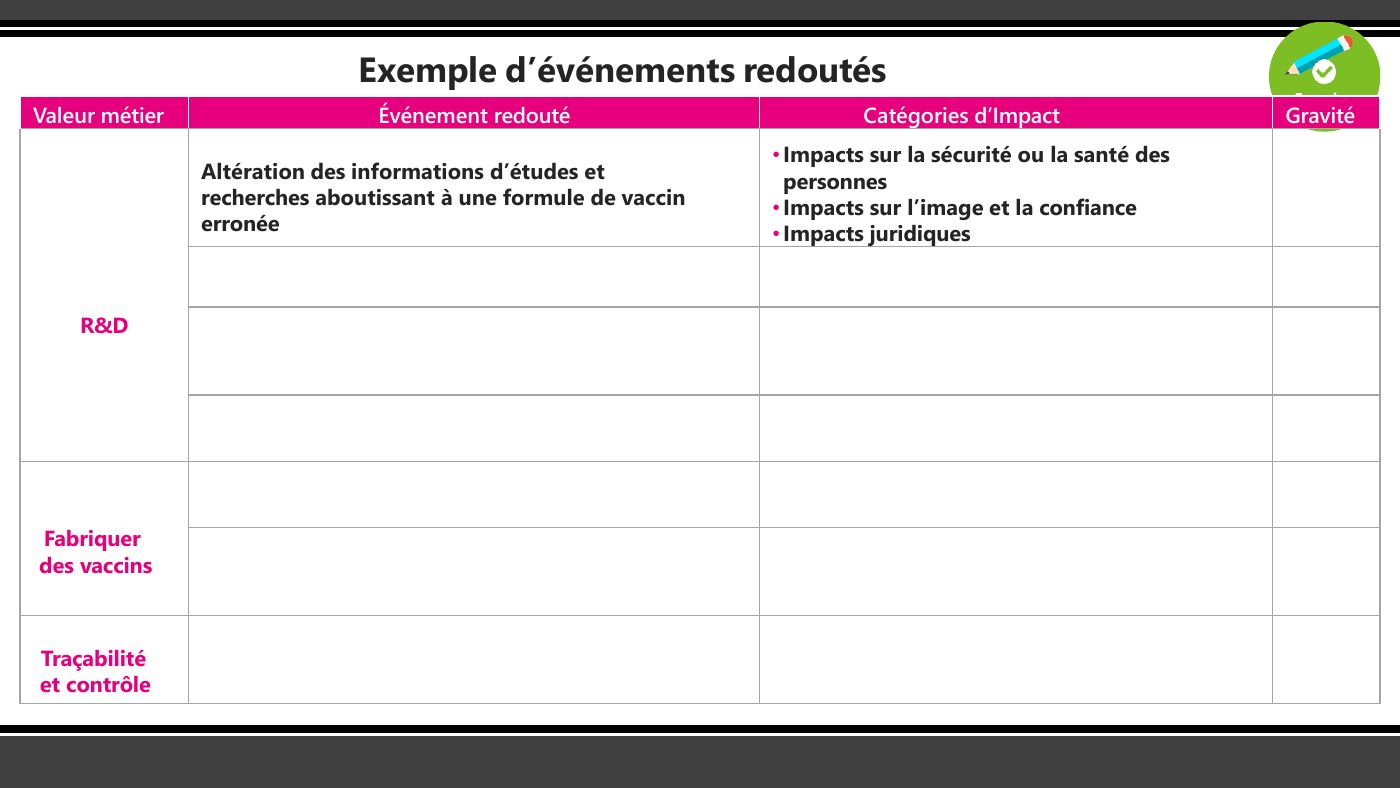 Exemple d’événements redoutés
Valeur métier
Événement redouté
Catégories d’Impact
Gravité
R&D
Altération des informations d’études et
recherches aboutissant à une formule de vaccin
erronée
• Impacts sur la sécurité ou la santé des
personnes
• Impacts sur l’image et la confiance
• Impacts juridiques
Fabriquer
des vaccins
Traçabilité
et contrôle